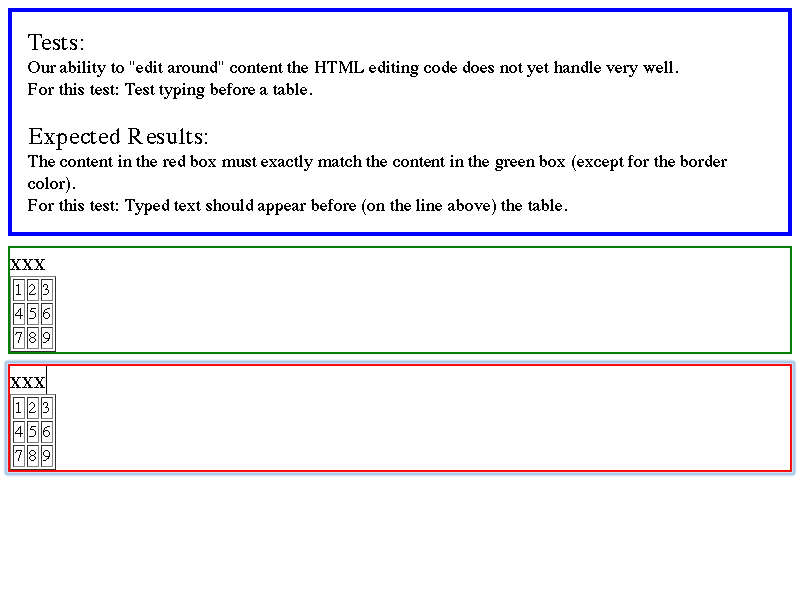 Tests:
Our ability to "edit around" content the HTML editing code does not yet handle very well.
For this test: Test typing before a table.
Expected Results:
The content in the red box must exactly match the content in the green box (except for the border
color).
For this test: Typed text should appear before (on the line above) the table.
xxx
1 2 3
4 5 6
7 8 9
xxx
1 2 3
4 5 6
7 8 9